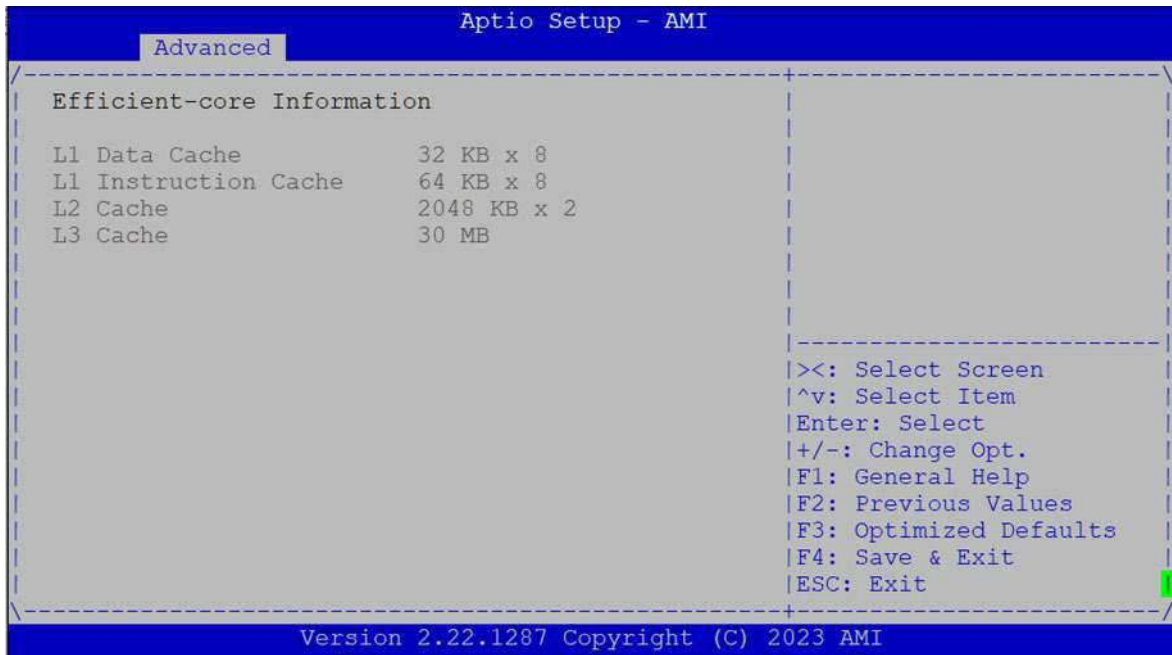 Aptio Setup - AMI
Advanced
Efficient-core Information
L1 Data Cache 32 KB x 8
L1 Instruction Cache 64 KB x 8
L2 Cache 2048 KB x 2
L3 Cache 30 MB
><: Select Screen
^v: Select Item
Enter: Select
+/-: Change Opt.
F1: General Help
F2: Previous Values
F3: Optimized Defaults
F4: Save & Exit
ESC: Exit
Version 2.22.1287 Copyright (C) 2023 AMI